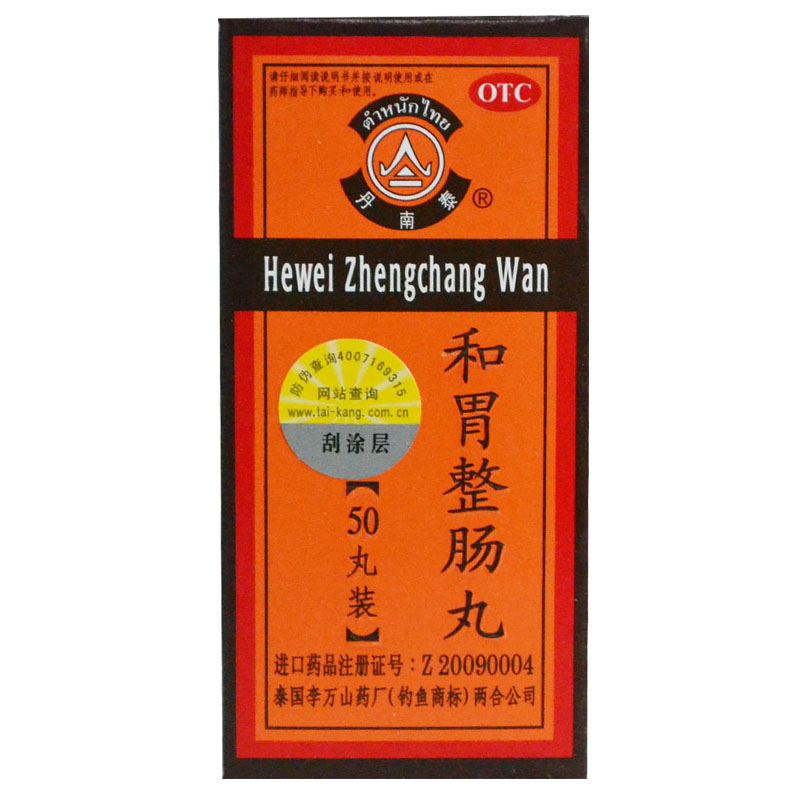 请仔细阅读说明书并按说明使用或在
药师指导下购买和使用。
OTC
ตำหนักไทย
丹南泰
®
Hewei Zhengchang Wan
防伪查询4007169315
网站查询
www.tai-kang.com.cn
刮涂层
和胃整肠丸
【50丸装】
进口药品注册证号：Z 20090004
泰国李万山药厂(钓鱼商标)两合公司